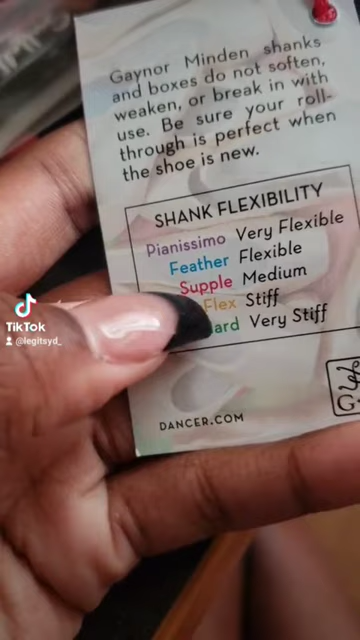 Gaynor Minden shanks
and boxes do not soften,
weaken, or break in with
use. Be sure your roll-
through is perfect when
the shoe is new.
SHANK FLEXIBILITY
Pianissimo Very Flexible
Feather Flexible
Supple Medium
Flex Stiff
ard Very Stiff
DANCER.COM
G
TikTok
@legitsyd_